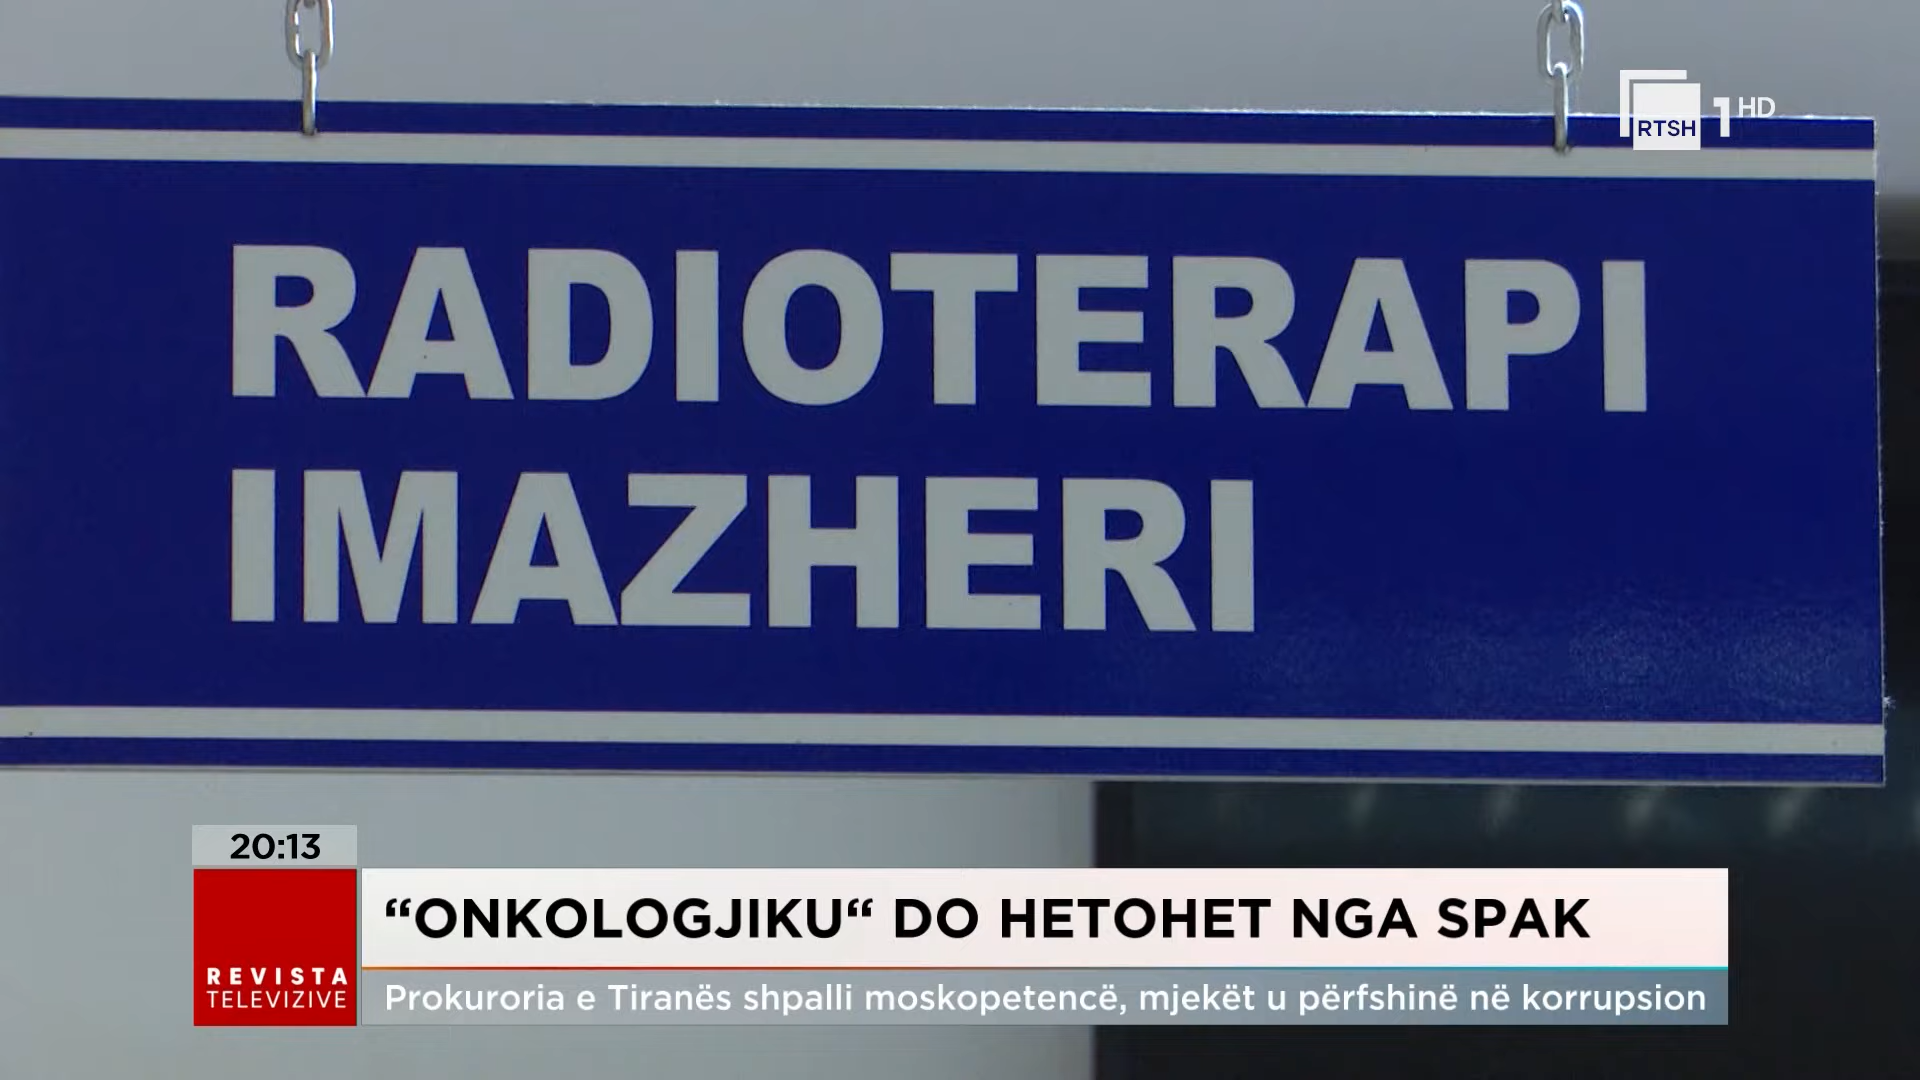 RTSH 1 HD
RADIOTERAPI
IMAZHERI
20:13
“ONKOLOGJIKU“ DO HETOHET NGA SPAK
REVISTA
TELEVIZIVE
Prokuroria e Tiranës shpalli moskopetencë, mjekët u përfshinë në korrupsion